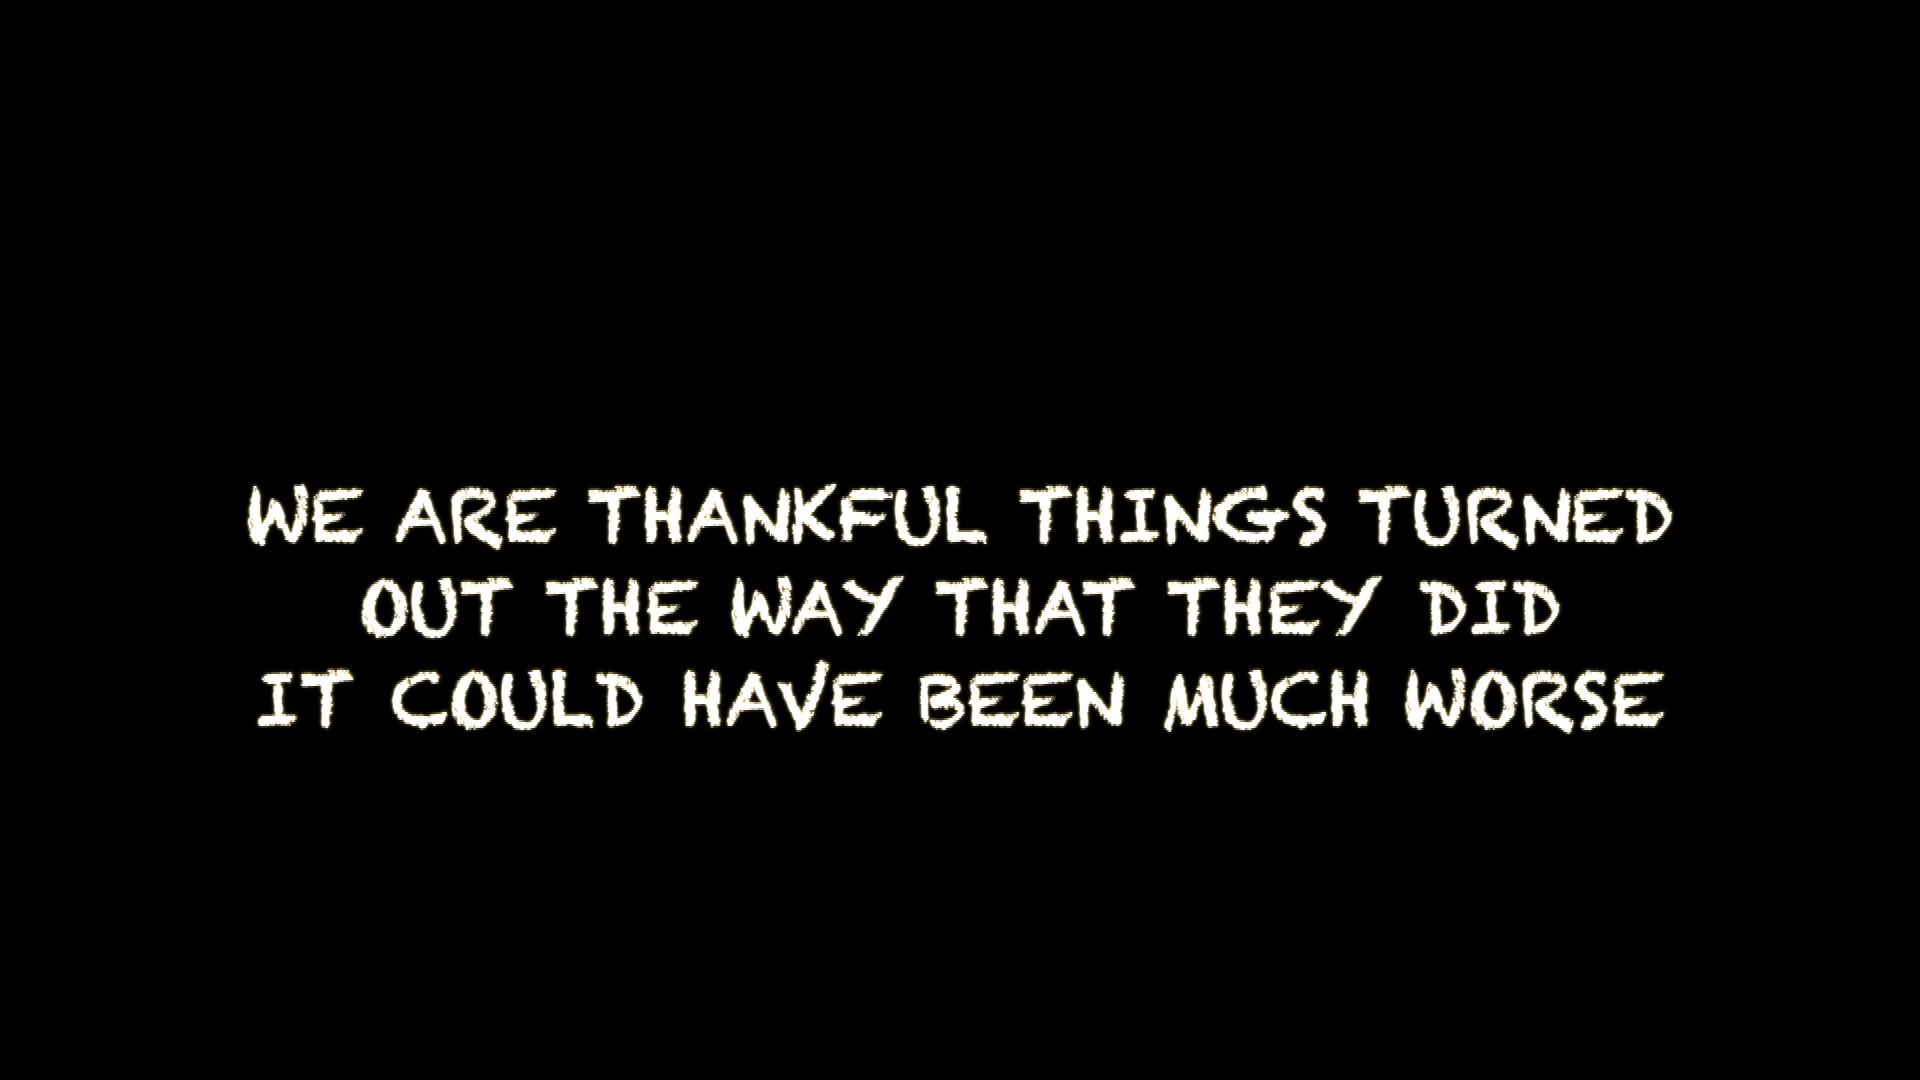 WE ARE THANKFUL THINGS TURNED
OUT THE WAY THAT THEY DID
IT COULD HAVE BEEN MUCH WORSE